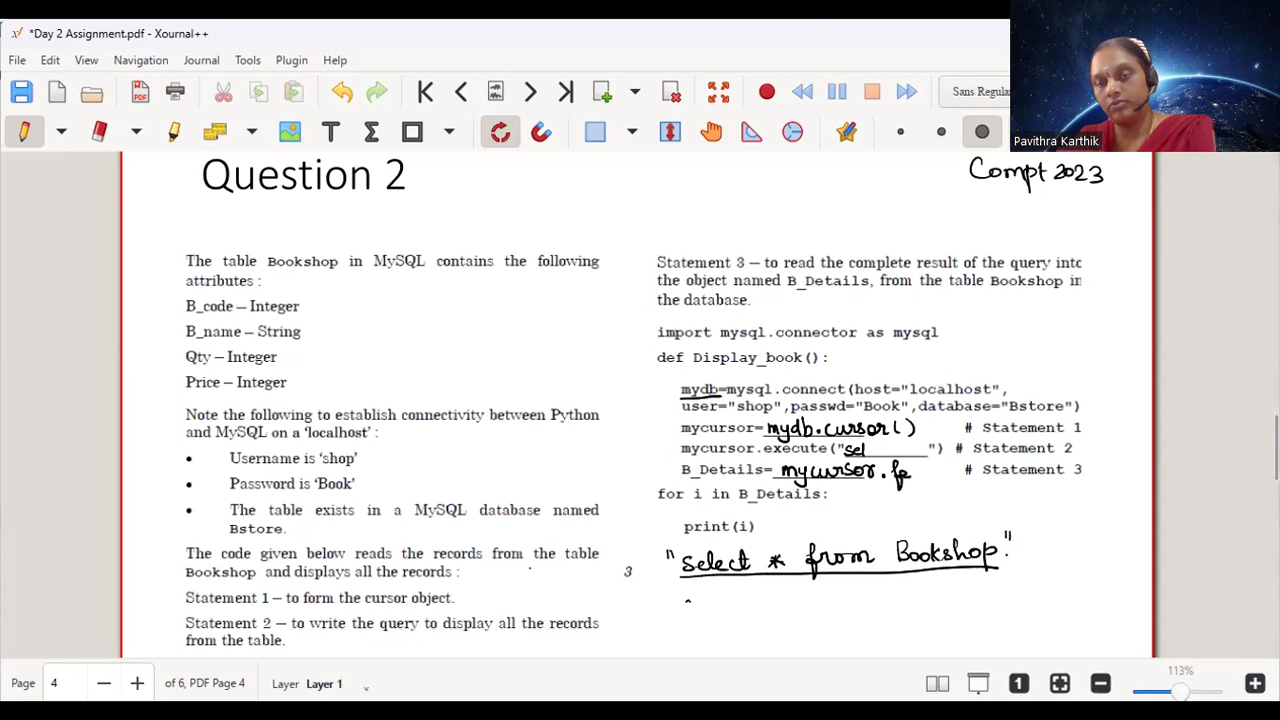 *Day 2 Assignment.pdf - Xournal++
File Edit View Navigation Journal Tools Plugin Help
Sans Regular
Pavithra Karthik
Question 2
Compt 2023
The table Bookshop in MySQL contains the following
attributes :
B_code – Integer
B_name – String
Qty – Integer
Price – Integer
Note the following to establish connectivity between Python
and MySQL on a 'localhost' :
• Username is 'shop'
• Password is 'Book'
• The table exists in a MySQL database named
Bstore.
The code given below reads the records from the table
Bookshop and displays all the records :
3
Statement 1 – to form the cursor object.
Statement 2 – to write the query to display all the records
from the table.
Statement 3 – to read the complete result of the query into
the object named B_Details, from the table Bookshop in
the database.
import mysql.connector as mysql
def Display_book():
mydb=mysql.connect(host="localhost",
user="shop",passwd="Book",database="Bstore")
mycursor=mydb.cursor() # Statement 1
mycursor.execute("sel______") # Statement 2
B_Details= mycursor.fe # Statement 3
for i in B_Details:
print(i)
"select * from Bookshop."
Page 4 of 6, PDF Page 4 Layer Layer 1
113%